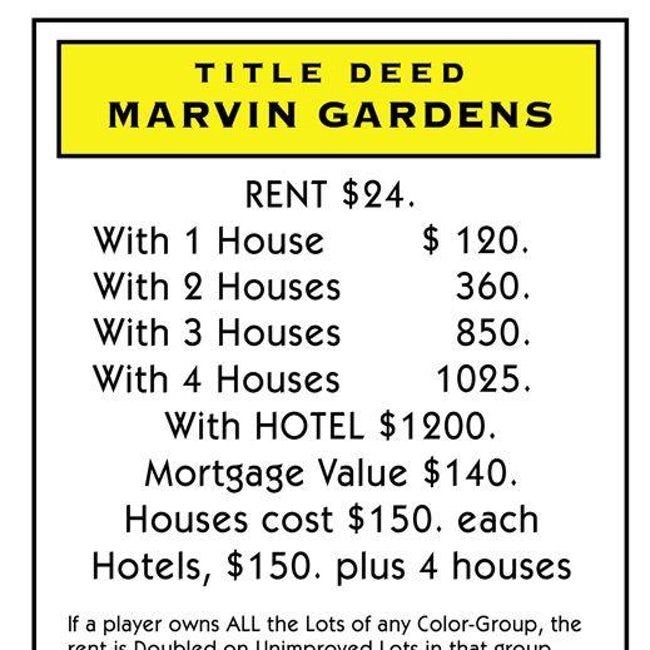 TITLE DEED
MARVIN GARDENS
RENT $24.
With 1 House $ 120.
With 2 Houses 360.
With 3 Houses 850.
With 4 Houses 1025.
With HOTEL $1200.
Mortgage Value $140.
Houses cost $150. each
Hotels, $150. plus 4 houses
If a player owns ALL the Lots of any Color-Group, the
rent is Doubled on Unimproved Lots in that group.